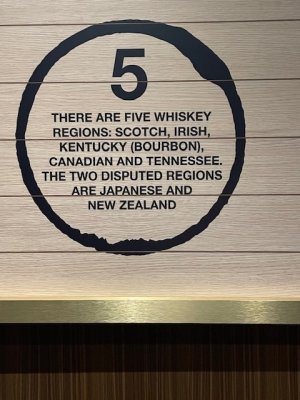 5
THERE ARE FIVE WHISKEY
REGIONS: SCOTCH, IRISH,
KENTUCKY (BOURBON),
CANADIAN AND TENNESSEE.
THE TWO DISPUTED REGIONS
ARE JAPANESE AND
NEW ZEALAND